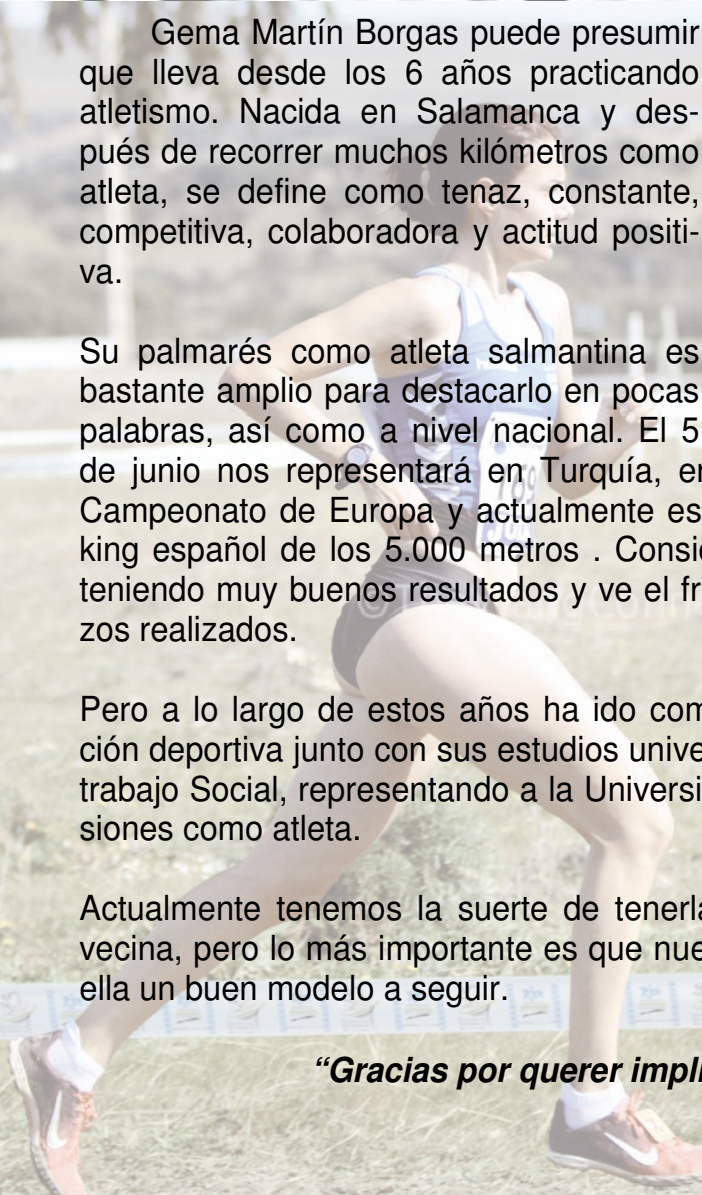 Gema Martín Borgas puede presumir
que lleva desde los 6 años practicando
atletismo. Nacida en Salamanca y des-
pués de recorrer muchos kilómetros como
atleta, se define como tenaz, constante,
competitiva, colaboradora y actitud positi-
va.
Su palmarés como atleta salmantina es
bastante amplio para destacarlo en pocas
palabras, así como a nivel nacional. El 5
de junio nos representará en Turquía, en
Campeonato de Europa y actualmente es
king español de los 5.000 metros . Consid
teniendo muy buenos resultados y ve el fr
zos realizados.
Pero a lo largo de estos años ha ido com
ción deportiva junto con sus estudios unive
trabajo Social, representando a la Universi
siones como atleta.
Actualmente tenemos la suerte de tenerla
vecina, pero lo más importante es que nue
ella un buen modelo a seguir.
“Gracias por querer impli